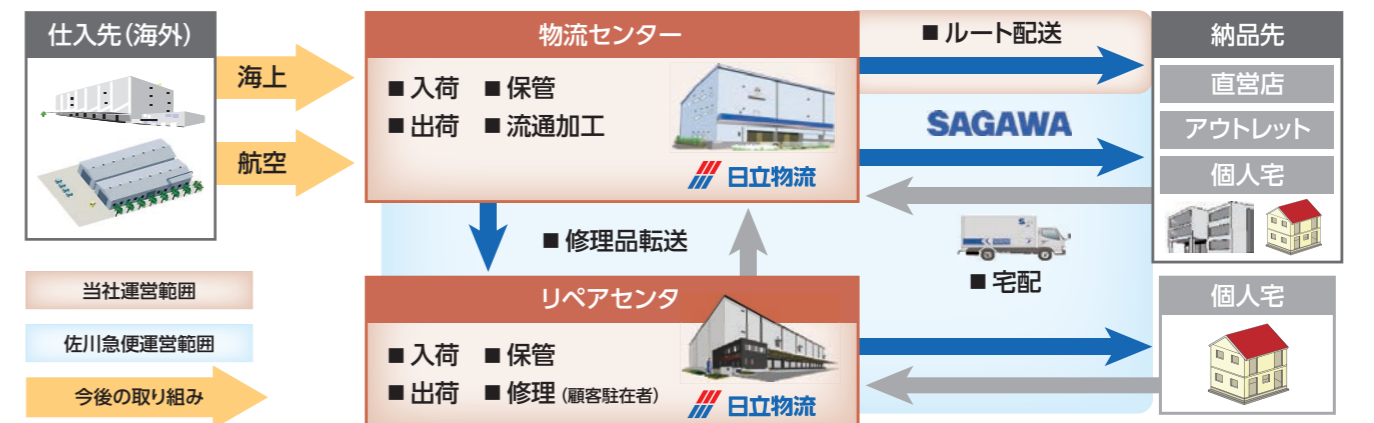 仕入先(海外)
海上
航空
物流センター
■入荷 ■保管
■出荷 ■流通加工
日立物流
■ルート配送
SAGAWA
納品先
直営店
アウトレット
個人宅
■修理品転送
■宅配
リペアセンタ
■入荷 ■保管
■出荷 ■修理(顧客駐在者)
日立物流
個人宅
当社運営範囲
佐川急便運営範囲
今後の取り組み